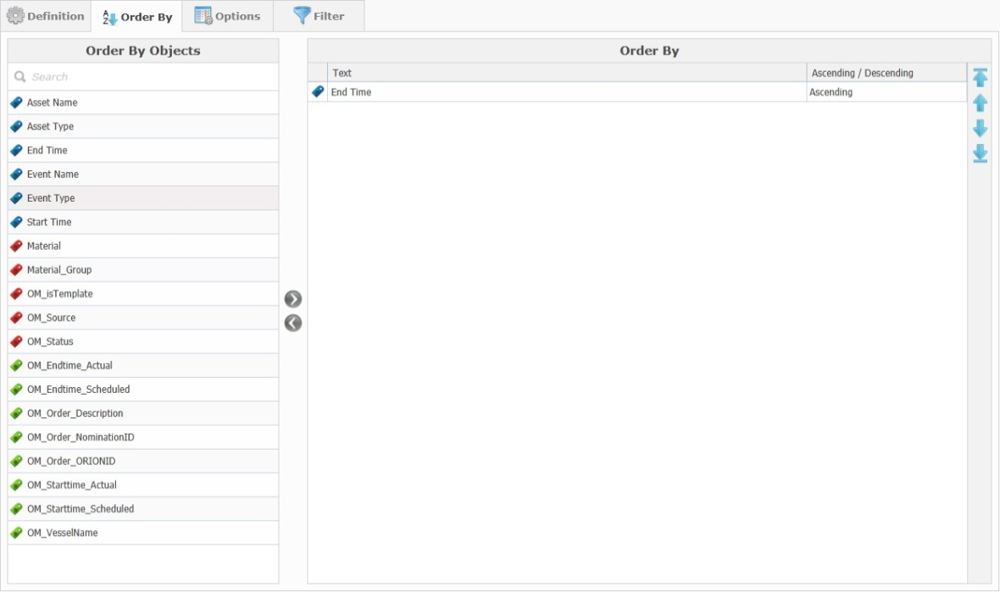 Definition
Order By
Options
Filter
Order By Objects
Search
Asset Name
Asset Type
End Time
Event Name
Event Type
Start Time
Material
Material_Group
OM_isTemplate
OM_Source
OM_Status
OM_Endtime_Actual
OM_Endtime_Scheduled
OM_Order_Description
OM_Order_NominationID
OM_Order_ORIONID
OM_Starttime_Actual
OM_Starttime_Scheduled
OM_VesselName
Order By
Text Ascending / Descending
End Time Ascending